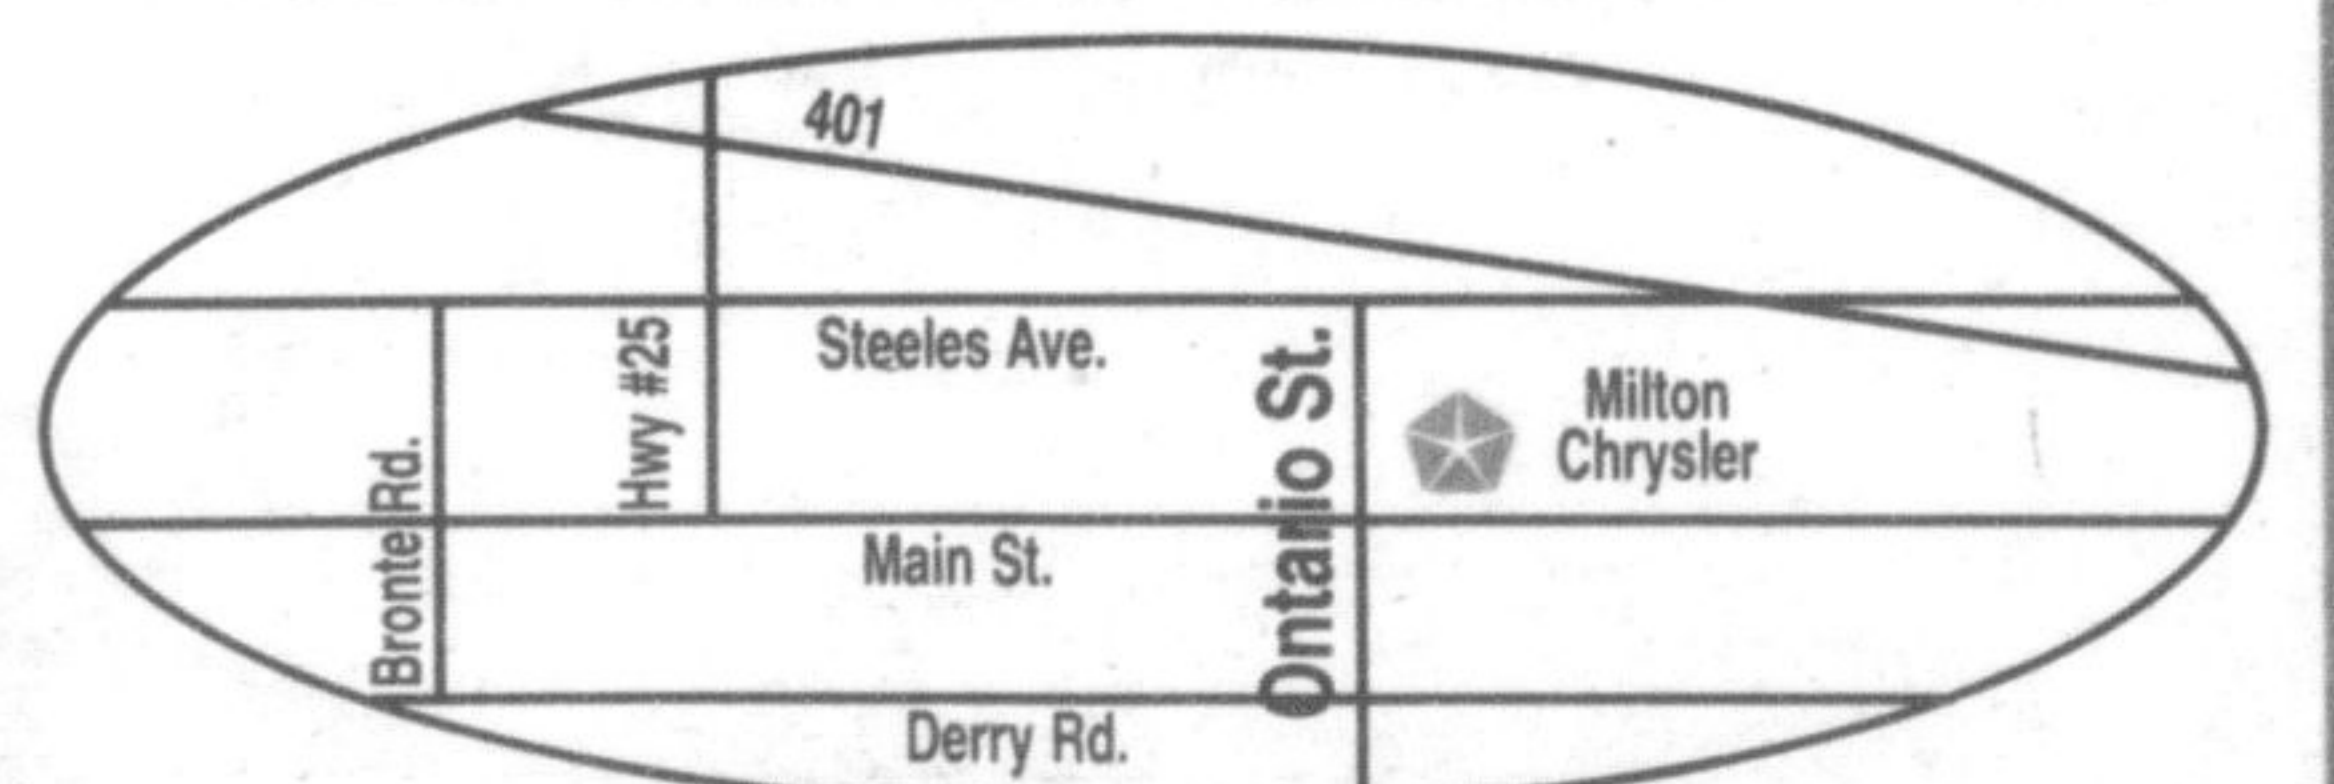 401
Steeles Ave.
Hwy #25
Ontario St.
Milton
Chrysler
Bronte Rd.
Main St.
Derry Rd.